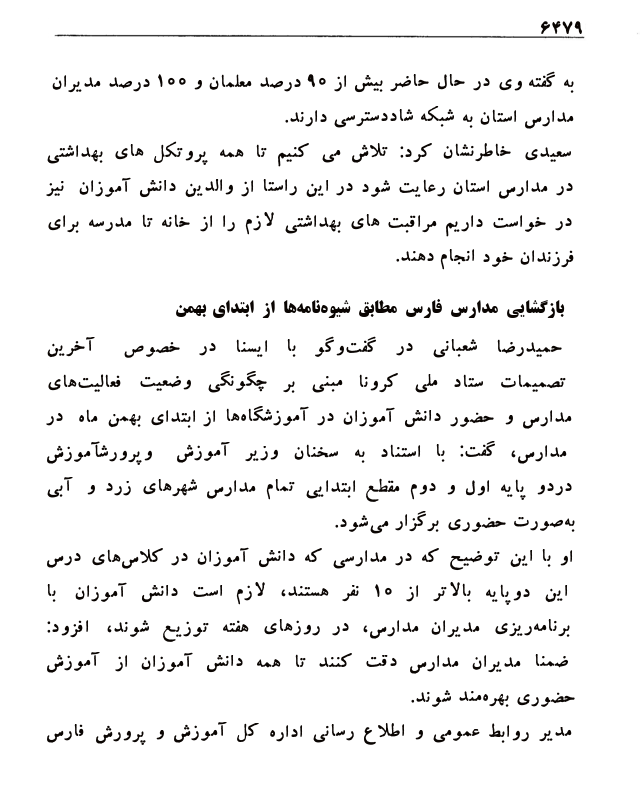 ۶۴۷۹
به گفته وی در حال حاضر بیش از ۹۰ درصد معلمان و ۱۰۰ درصد مدیران
مدارس استان به شبکه شاددسترسی دارند.
سعیدی خاطرنشان کرد: تلاش می کنیم تا همه پروتکل های بهداشتی
در مدارس استان رعایت شود در این راستا از والدین دانش آموزان نیز
در خواست داریم مراقبت های بهداشتی لازم را از خانه تا مدرسه برای
فرزندان خود انجام دهند.
بازگشایی مدارس فارس مطابق شیوه‌نامه‌ها از ابتدای بهمن
حمیدرضا شعبانی در گفت‌وگو با ایسنا در خصوص آخرین
تصمیمات ستاد ملی کرونا مبنی بر چگونگی وضعیت فعالیت‌های
مدارس و حضور دانش آموزان در آموزشگاه‌ها از ابتدای بهمن ماه در
مدارس، گفت: با استناد به سخنان وزیر آموزش وپرورشآموزش
دردو پایه اول و دوم مقطع ابتدایی تمام مدارس شهرهای زرد و آبی
به‌صورت حضوری برگزار می‌شود.
او با این توضیح که در مدارسی که دانش آموزان در کلاس‌های درس
این دوپایه بالاتر از ۱۰ نفر هستند، لازم است دانش آموزان با
برنامه‌ریزی مدیران مدارس، در روزهای هفته توزیع شوند، افزود:
ضمنا مدیران مدارس دقت کنند تا همه دانش آموزان از آموزش
حضوری بهره‌مند شوند.
مدیر روابط عمومی و اطلاع رسانی اداره کل آموزش و پرورش فارس